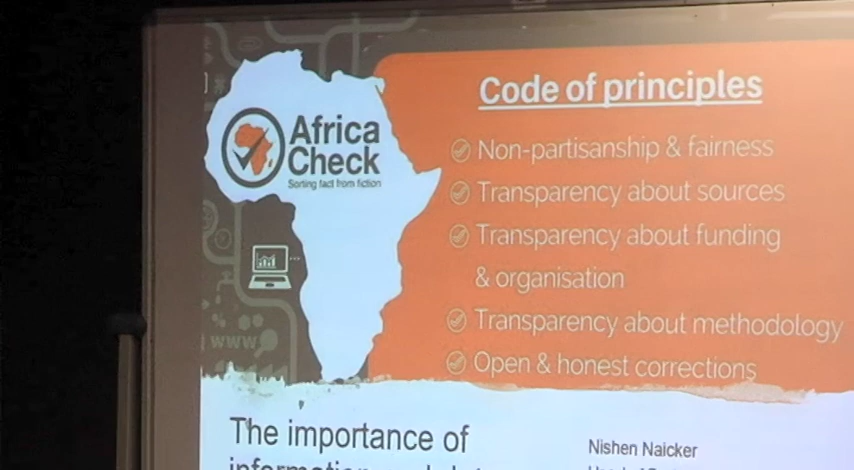 Africa
Check
Sorting fact from fiction
Code of principles
Non-partisanship & fairness
Transparency about sources
Transparency about funding
& organisation
Transparency about methodology
Open & honest corrections
www
The importance of
Nishen Naicker